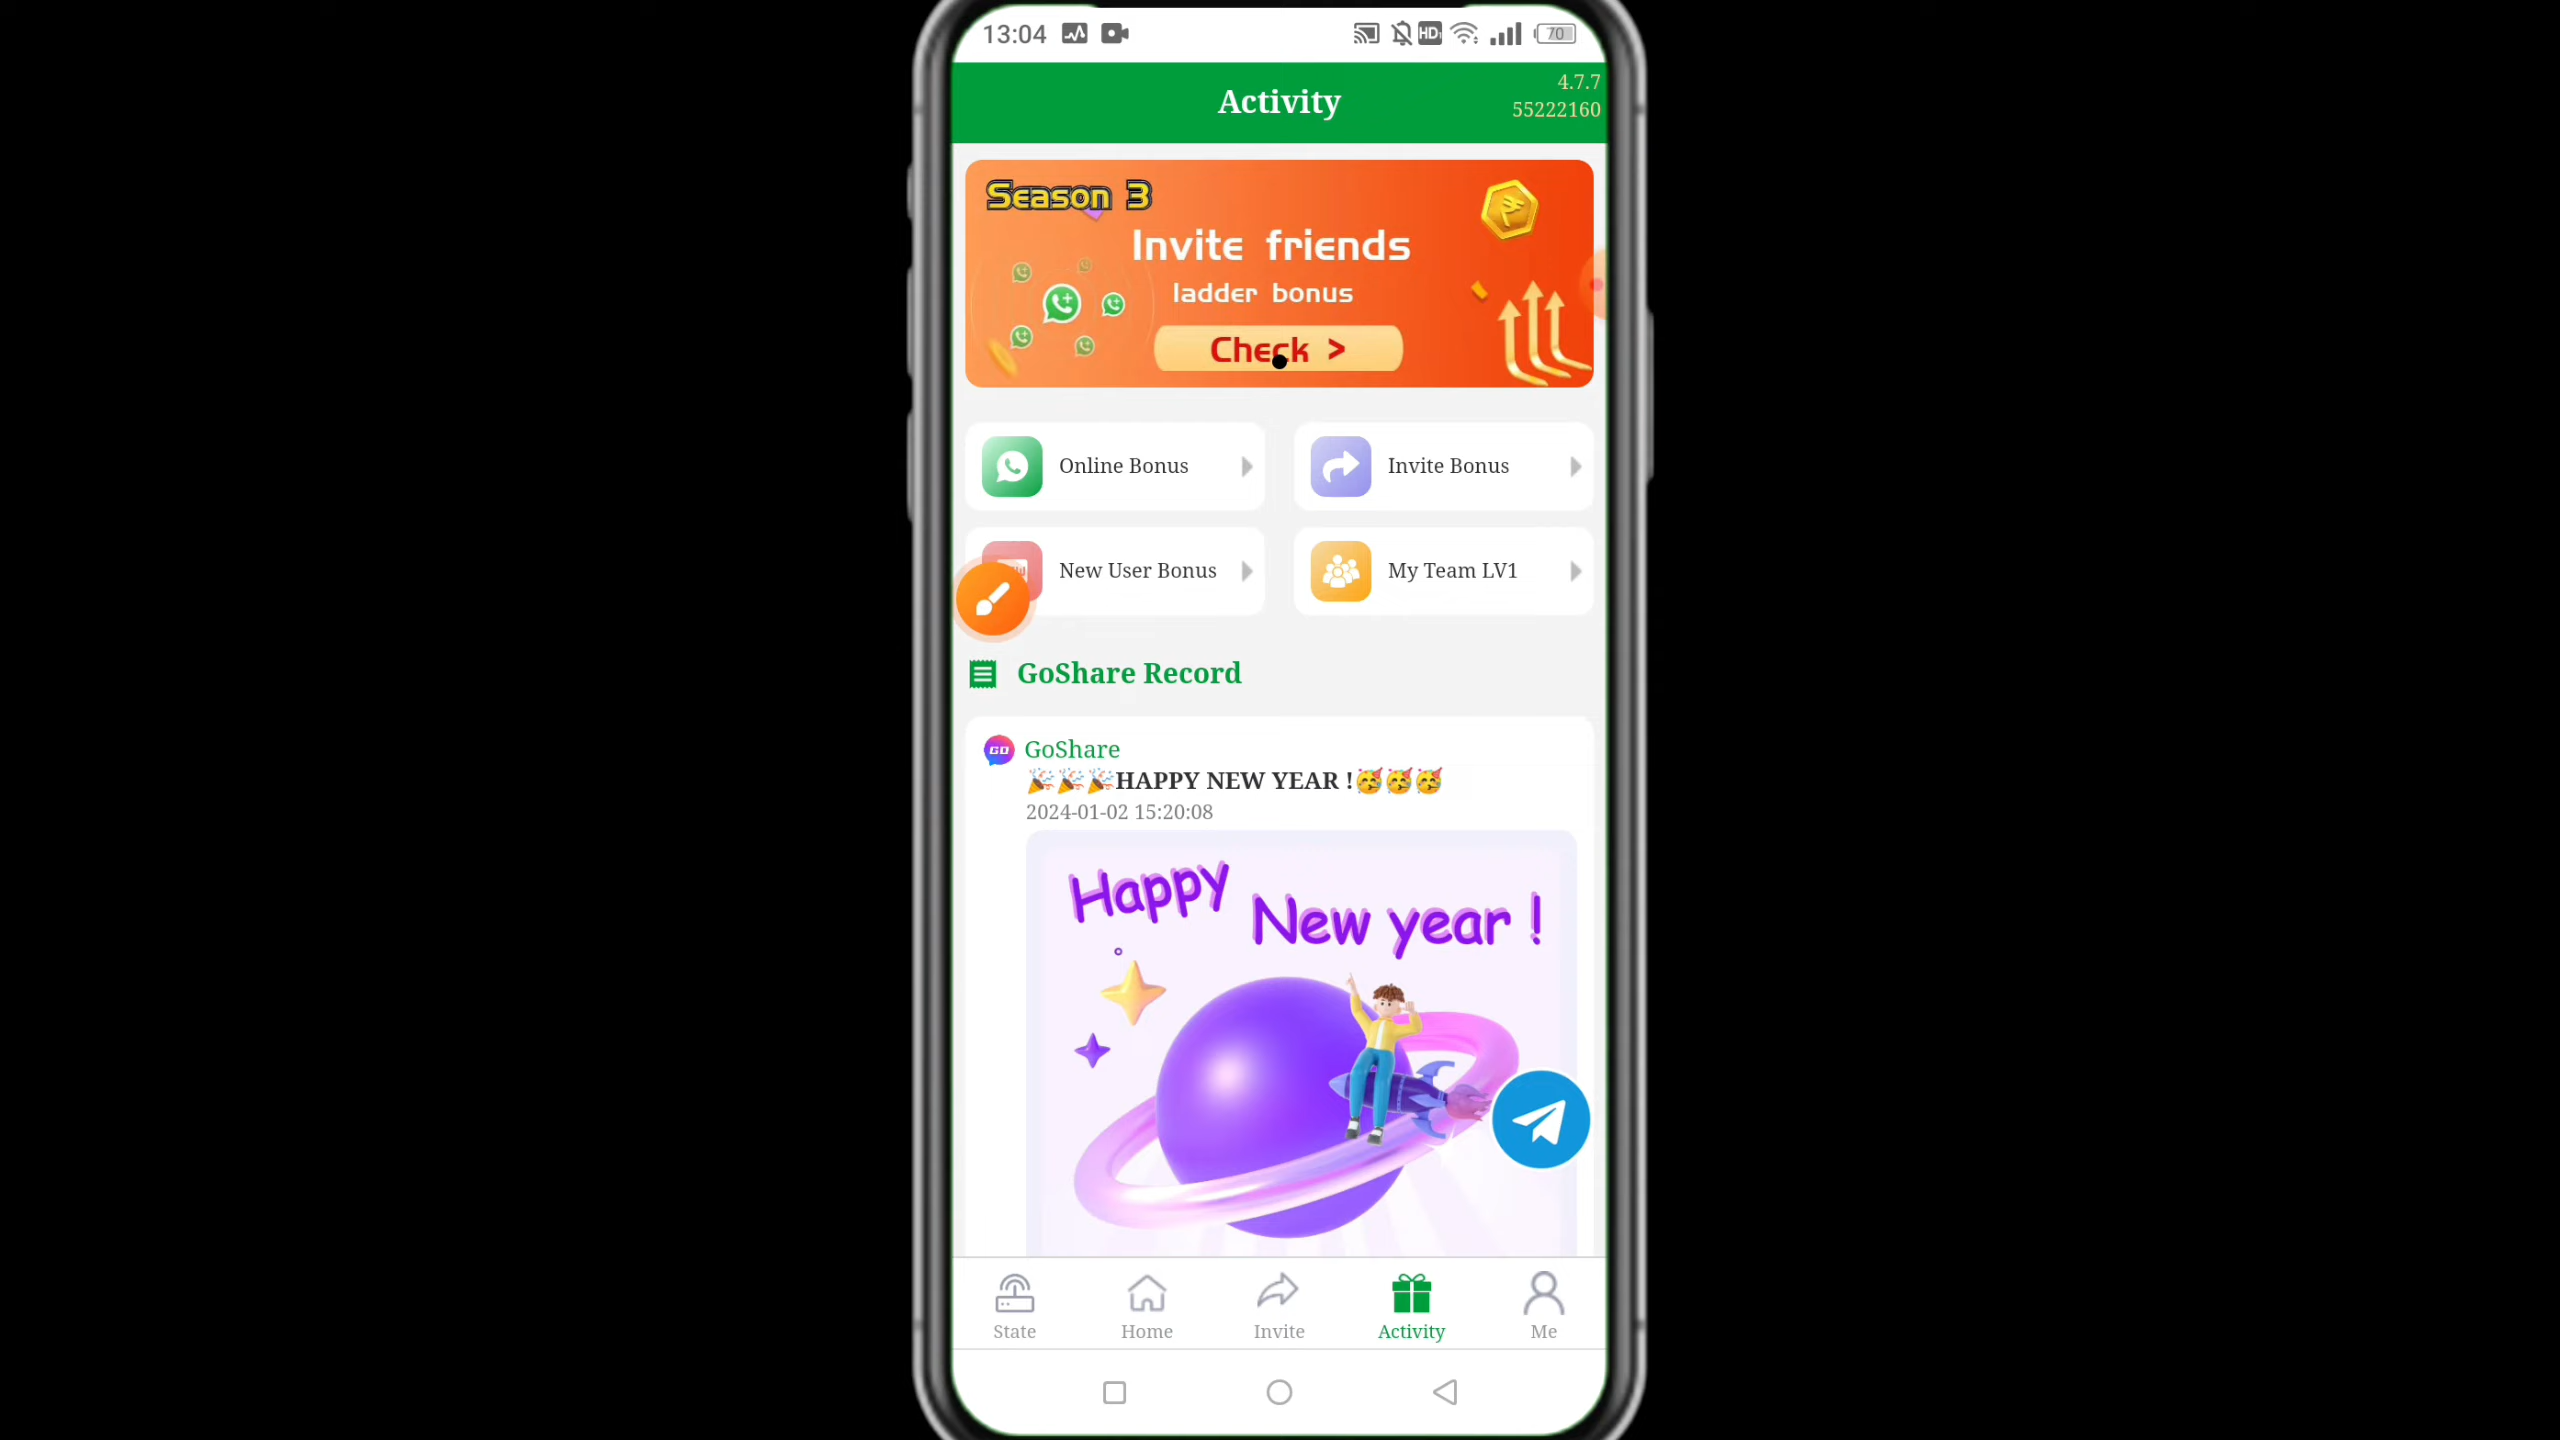 13:04
HD
70
Activity
4.7.7
55222160
Season 3
Invite friends
ladder bonus
Check >
Online Bonus
Invite Bonus
New User Bonus
My Team LV1
GoShare Record
GO
GoShare
🎉🎉🎉HAPPY NEW YEAR !🥳🥳🥳
2024-01-02 15:20:08
Happy
New year !
State
Home
Invite
Activity
Me